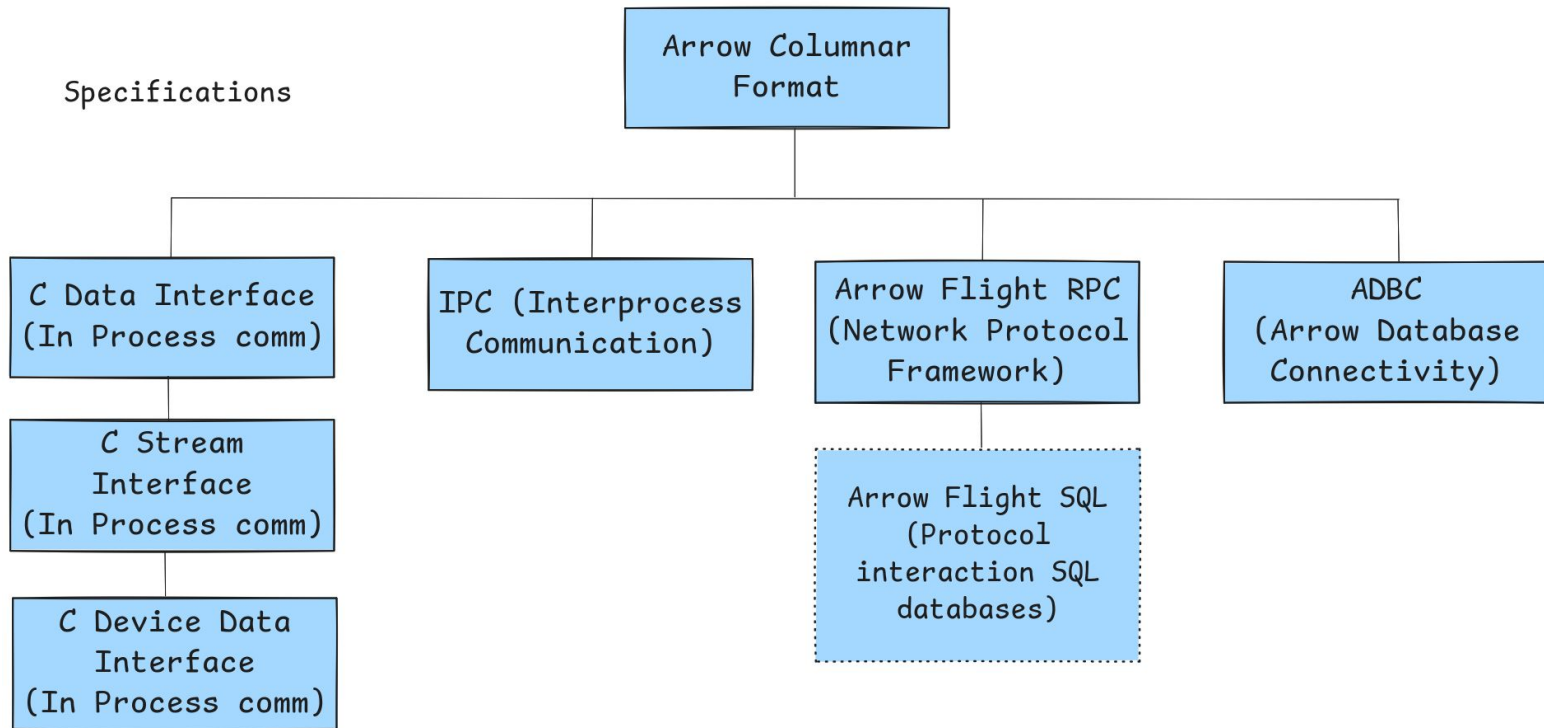 Arrow Columnar
Format
Specifications
C Data Interface
(In Process comm)
IPC (Interprocess
Communication)
Arrow Flight RPC
(Network Protocol
Framework)
ADBC
(Arrow Database
Connectivity)
C Stream
Interface
(In Process comm)
Arrow Flight SQL
(Protocol
interaction SQL
databases)
C Device Data
Interface
(In Process comm)